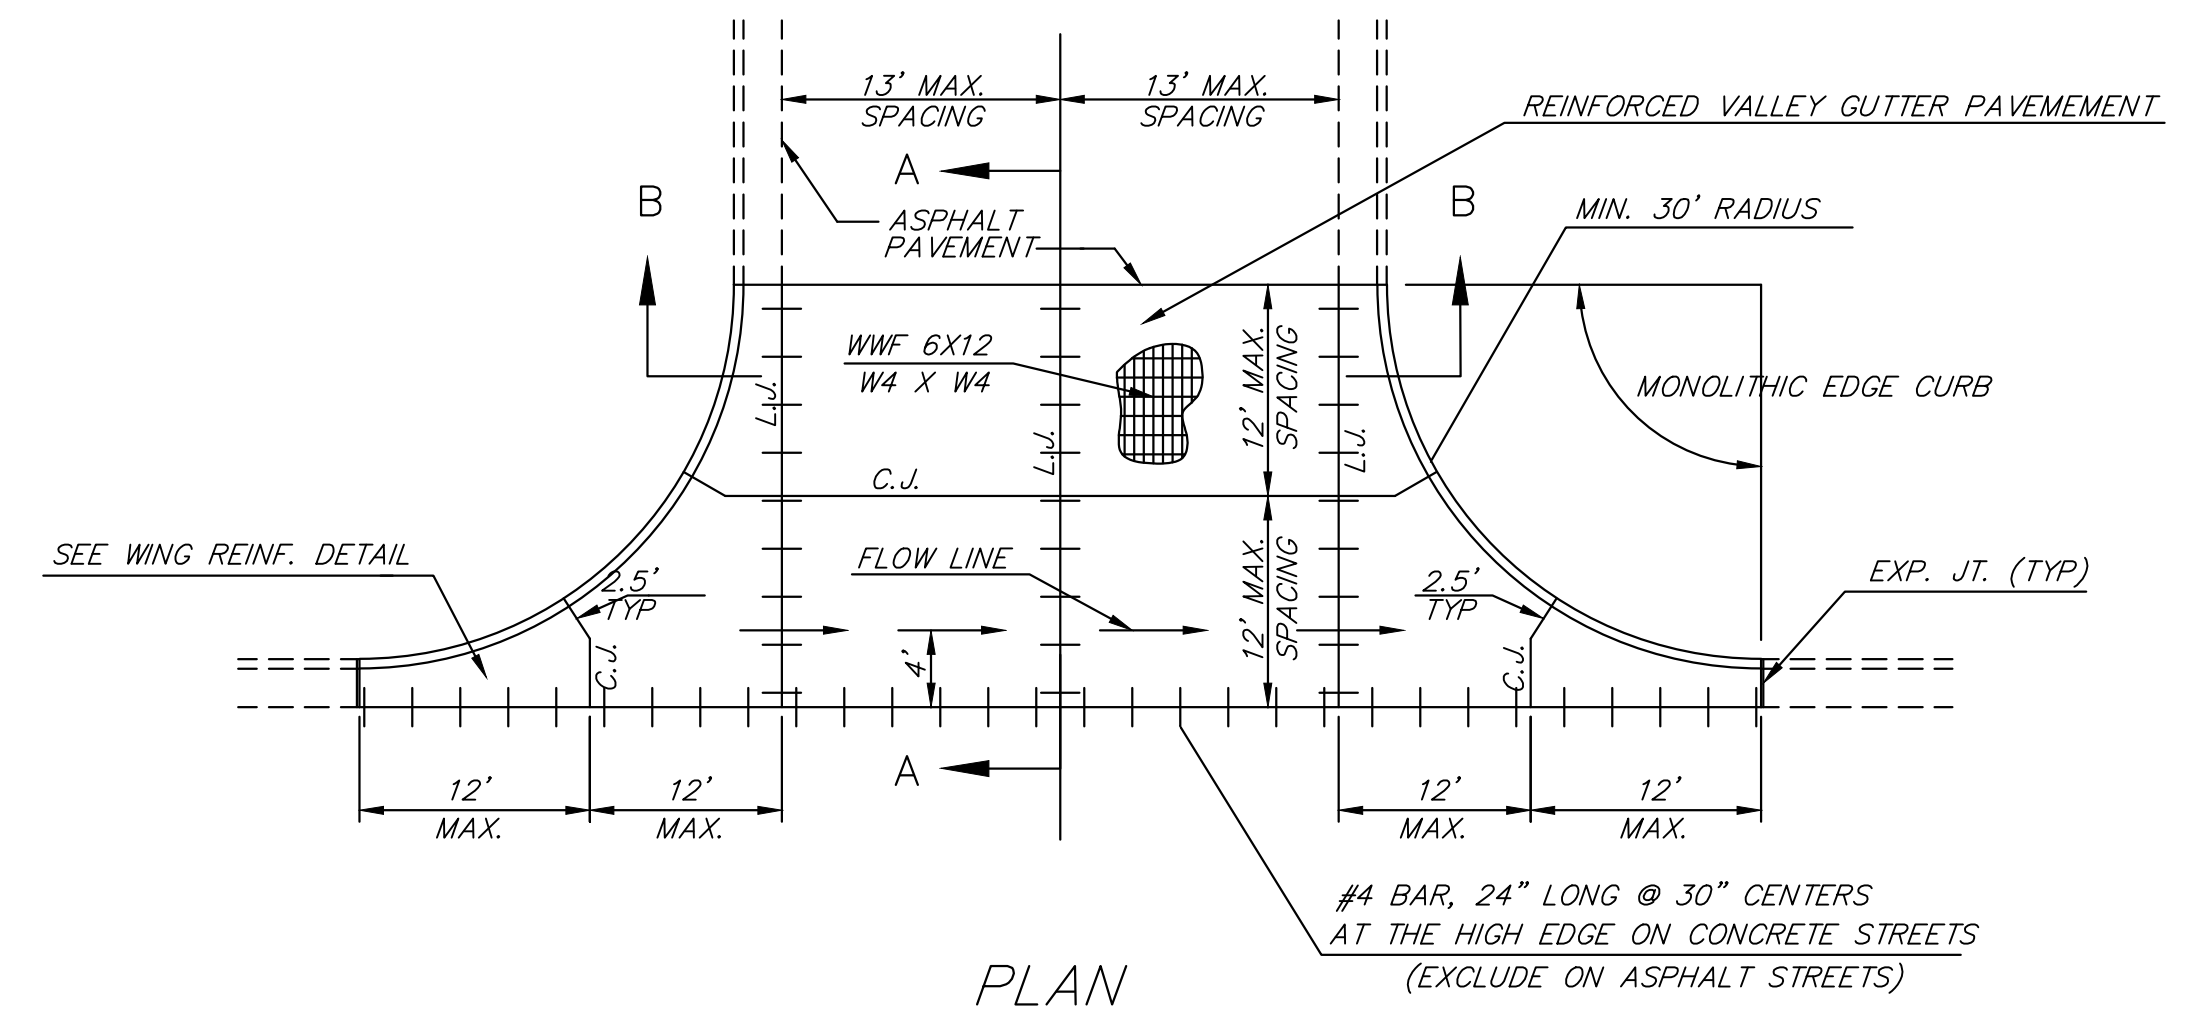 13' MAX.
SPACING
13' MAX.
SPACING
REINFORCED VALLEY GUTTER PAVEMEMENT
A
B
B
MIN. 30' RADIUS
ASPHALT
PAVEMENT
WWF 6X12
W4 X W4
L.J.
L.J.
L.J.
12' MAX.
SPACING
MONOLITHIC EDGE CURB
C.J.
SEE WING REINF. DETAIL
2.5'
TYP
FLOW LINE
12' MAX.
SPACING
2.5'
TYP
EXP. JT. (TYP)
C.J.
4'
C.J.
A
12'
MAX.
12'
MAX.
12'
MAX.
12'
MAX.
#4 BAR, 24" LONG @ 30" CENTERS
AT THE HIGH EDGE ON CONCRETE STREETS
(EXCLUDE ON ASPHALT STREETS)
PLAN